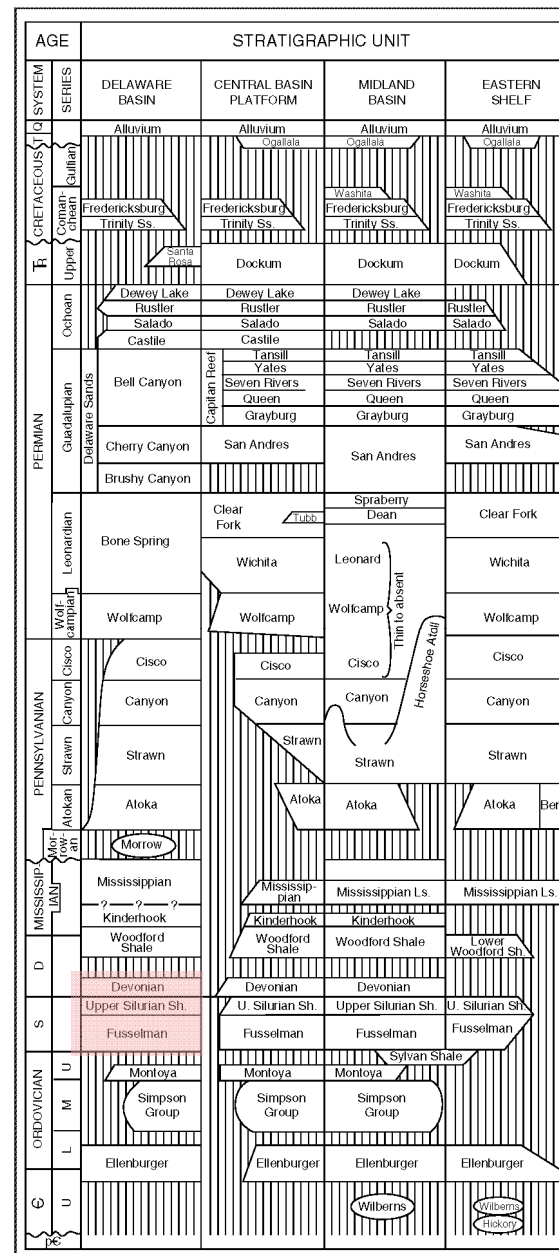 AGE
STRATIGRAPHIC UNIT
SYSTEM
SERIES
DELAWARE
BASIN
CENTRAL BASIN
PLATFORM
MIDLAND
BASIN
EASTERN
SHELF
Q
Alluvium
Alluvium
Alluvium
Alluvium
T
Ogallala
Ogallala
Ogallala
CRETACEOUS
Gulfian
Coman-
chean
Washita
Washita
Fredericksburg
Fredericksburg
Fredericksburg
Fredericksburg
Trinity Ss.
Trinity Ss.
Trinity Ss.
Trinity Ss.
TR
Upper
Santa
Rosa
Dockum
Dockum
Dockum
PERMIAN
Ochoan
Dewey Lake
Dewey Lake
Dewey Lake
Rustler
Rustler
Rustler
Rustler
Salado
Salado
Salado
Salado
Castile
Castile
Guadalupian
Delaware Sands
Bell Canyon
Capitan Reef
Tansill
Tansill
Tansill
Yates
Yates
Yates
Seven Rivers
Seven Rivers
Seven Rivers
Queen
Queen
Queen
Grayburg
Grayburg
Grayburg
Cherry Canyon
San Andres
San Andres
San Andres
Brushy Canyon
Leonardian
Bone Spring
Clear
Fork
Tubb
Spraberry
Dean
Clear Fork
Wichita
Leonard
Wichita
Wolf-
campian
Wolfcamp
Wolfcamp
Wolfcamp
Wolfcamp
Thin to absent
Horseshoe Atoll
PENNSYLVANIAN
Cisco
Cisco
Cisco
Cisco
Cisco
Canyon
Canyon
Canyon
Canyon
Canyon
Strawn
Strawn
Strawn
Strawn
Strawn
Atokan
Atoka
Atoka
Atoka
Atoka
Ber
Mor-
row-
an
Morrow
MISSISSIP-
IAN
Mississippian
Mississip-
pian
Mississippian Ls.
Mississippian Ls.
? ? ?
Kinderhook
Kinderhook
Kinderhook
D
Woodford
Shale
Woodford
Shale
Woodford Shale
Lower
Woodford Sh.
Devonian
Devonian
Devonian
S
Upper Silurian Sh.
U. Silurian Sh.
Upper Silurian Sh.
U. Silurian Sh.
Fusselman
Fusselman
Fusselman
Fusselman
ORDOVICIAN
U
Sylvan Shale
Montoya
Montoya
Montoya
M
Simpson
Group
Simpson
Group
Simpson
Group
L
Ellenburger
Ellenburger
Ellenburger
Ellenburger
Є
U
Wilberns
Wilberns
Hickory
pЄ